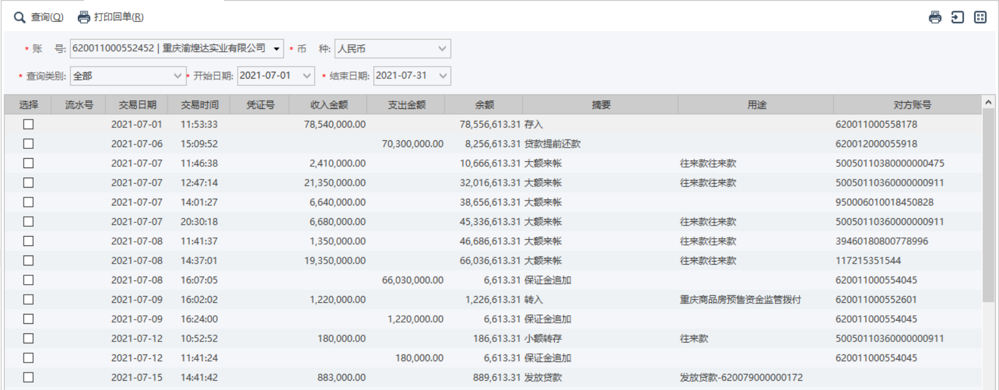 查询(Q) 打印回单(R)
* 账 号: 620011000552452 | 重庆渝煌达实业有限公司 * 币 种: 人民币
* 查询类别: 全部 * 开始日期: 2021-07-01 * 结束日期: 2021-07-31
选择 流水号 交易日期 交易时间 凭证号 收入金额 支出金额 余额 摘要 用途 对方账号
2021-07-01 11:53:33 78,540,000.00 78,556,613.31 存入 620011000558178
2021-07-06 15:09:52 70,300,000.00 8,256,613.31 贷款提前还款 620012000055918
2021-07-07 11:46:38 2,410,000.00 10,666,613.31 大额来帐 往来款往来款 50050110380000000475
2021-07-07 12:47:14 21,350,000.00 32,016,613.31 大额来帐 往来款往来款 50050110360000000911
2021-07-07 14:01:27 6,640,000.00 38,656,613.31 大额来帐 950006010018450828
2021-07-07 20:30:18 6,680,000.00 45,336,613.31 大额来帐 往来款往来款 50050110360000000911
2021-07-08 11:41:37 1,350,000.00 46,686,613.31 大额来帐 往来款往来款 39460180800778996
2021-07-08 14:37:01 19,350,000.00 66,036,613.31 大额来帐 往来款往来款 117215351544
2021-07-08 16:07:05 66,030,000.00 6,613.31 保证金追加 620011000554045
2021-07-09 16:02:02 1,220,000.00 1,226,613.31 转入 重庆商品房预售资金监管拨付 620011000552601
2021-07-09 16:24:00 1,220,000.00 6,613.31 保证金追加 620011000554045
2021-07-12 10:52:52 180,000.00 186,613.31 小额转存 往来款 50050110360000000911
2021-07-12 11:41:24 180,000.00 6,613.31 保证金追加 620011000554045
2021-07-15 14:41:42 883,000.00 889,613.31 发放贷款 发放贷款-620079000000172